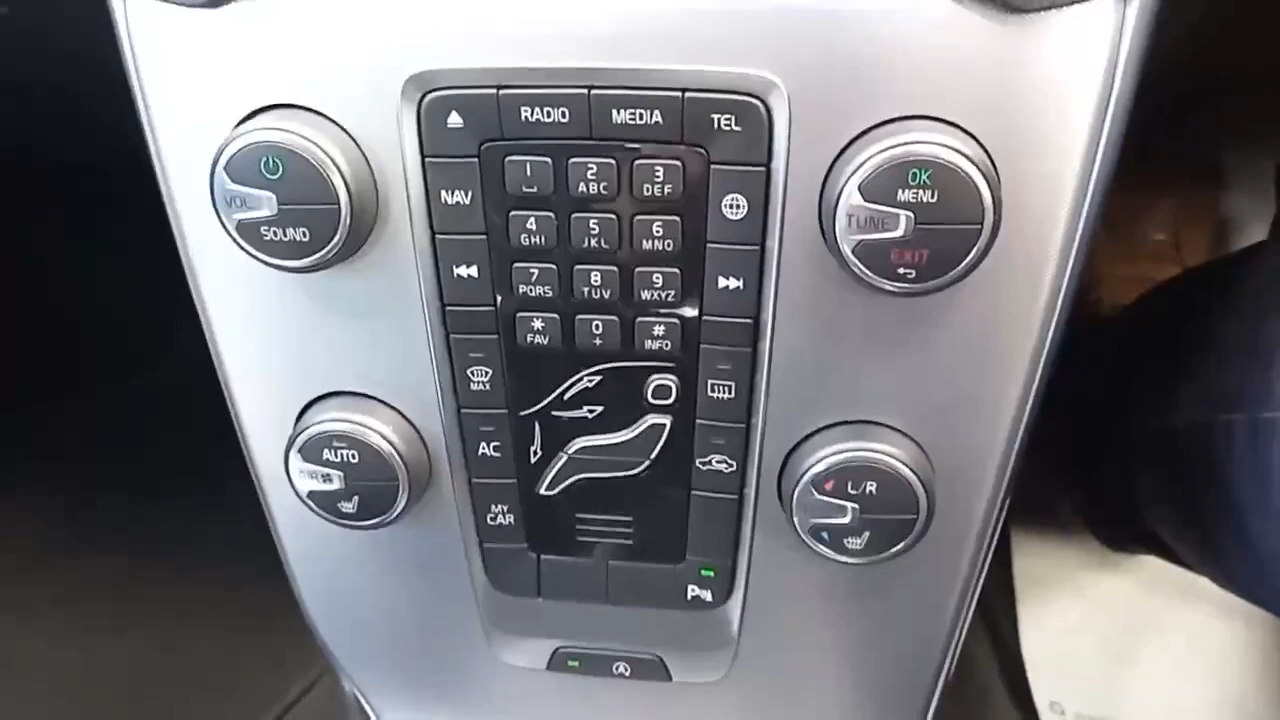 RADIO
MEDIA
TEL
VOL
SOUND
NAV
1
2
ABC
3
DEF
4
GHI
5
JKL
6
MNO
7
PQRS
8
TUV
9
WXYZ
*
FAV
0
+
#
INFO
OK
MENU
TUNE
EXIT
MAX
AC
MY
CAR
AUTO
L/R
P